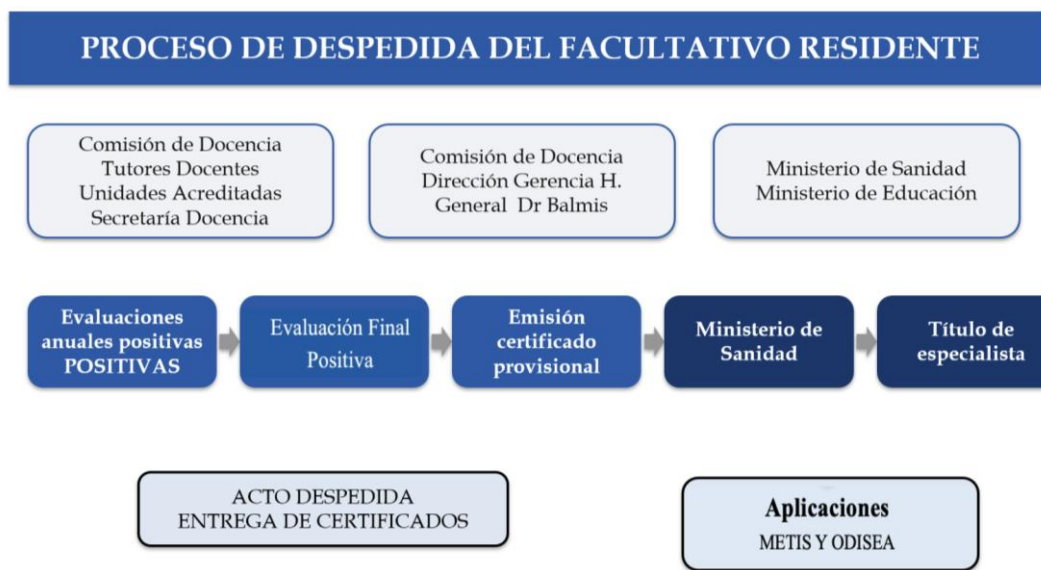 PROCESO DE DESPEDIDA DEL FACULTATIVO RESIDENTE
Comisión de Docencia
Tutores Docentes
Unidades Acreditadas
Secretaría Docencia
Comisión de Docencia
Dirección Gerencia H.
General Dr Balmis
Ministerio de Sanidad
Ministerio de Educación
Evaluaciones
anuales positivas
POSITIVAS
Evaluación Final
Positiva
Emisión
certificado
provisional
Ministerio de
Sanidad
Título de
especialista
ACTO DESPEDIDA
ENTREGA DE CERTIFICADOS
Aplicaciones
METIS Y ODISEA